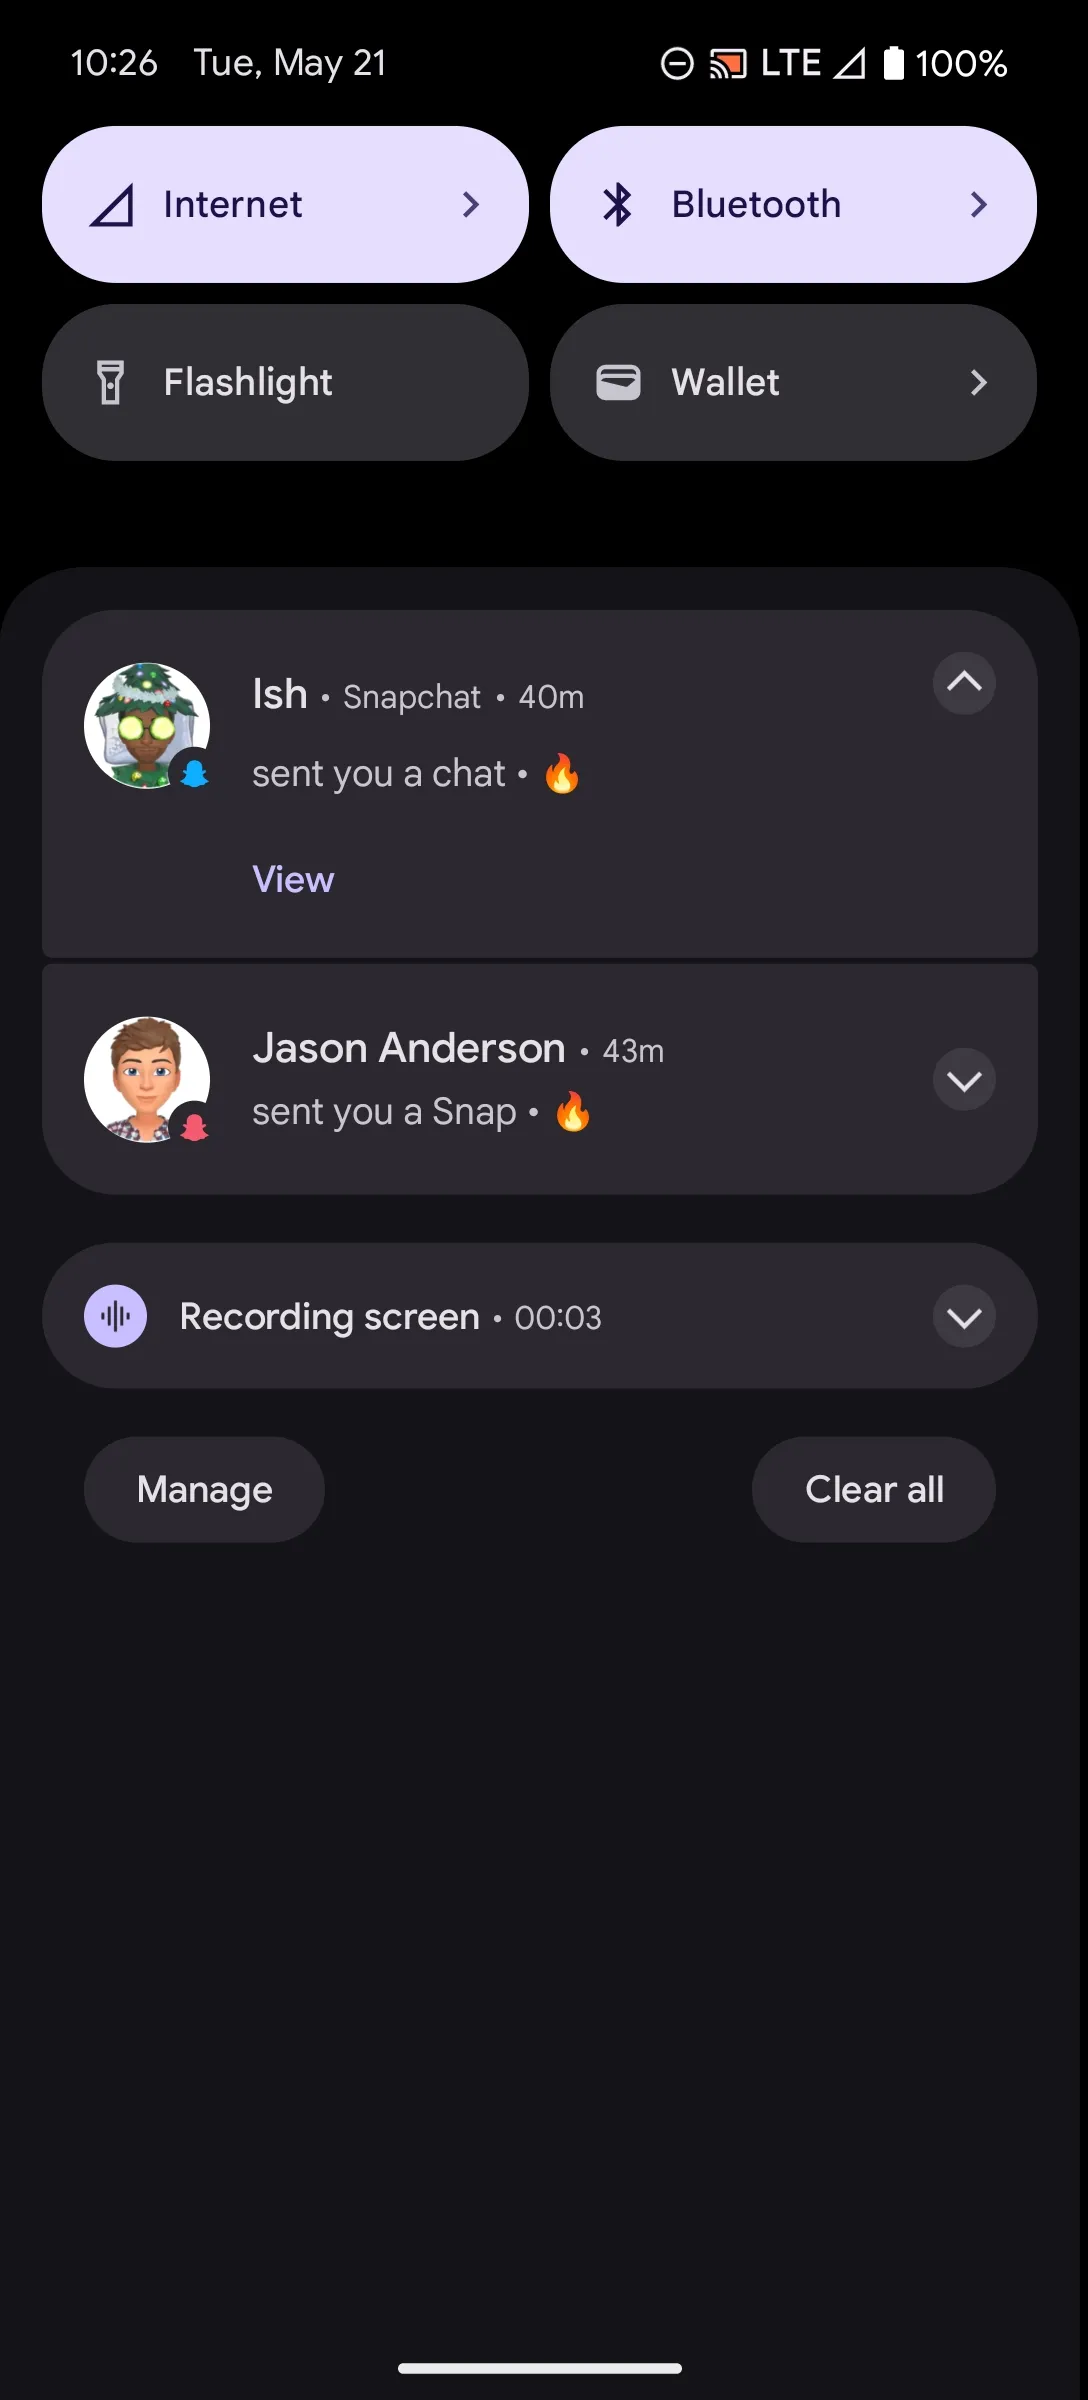 10:26 Tue, May 21 LTE 100%
Internet Bluetooth
Flashlight Wallet
Ish • Snapchat • 40m
sent you a chat • 🔥
View
Jason Anderson • 43m
sent you a Snap • 🔥
Recording screen • 00:03
Manage Clear all